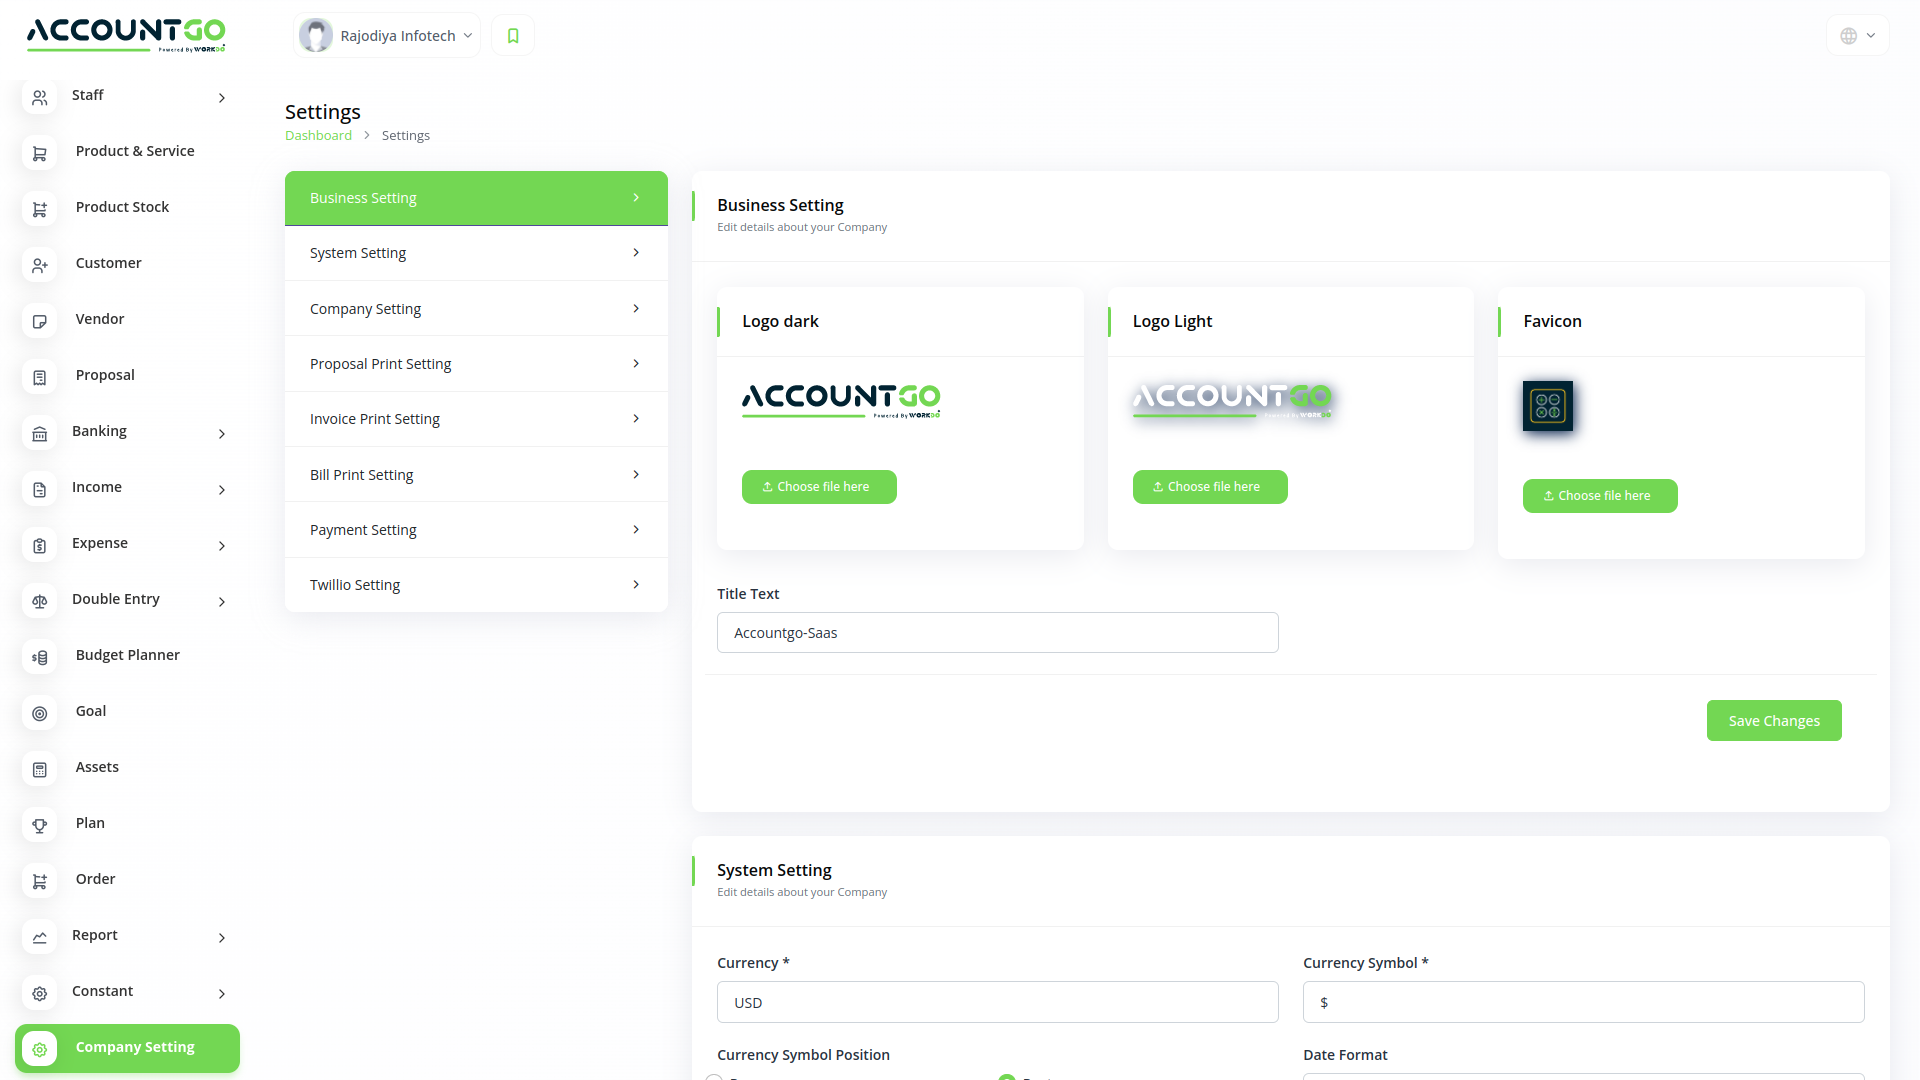 ACCOUNTGO
Powered By WORKDO
Rajodiya Infotech
Staff
Product & Service
Product Stock
Customer
Vendor
Proposal
Banking
Income
Expense
Double Entry
Budget Planner
Goal
Assets
Plan
Order
Report
Constant
Company Setting
Settings
Dashboard > Settings
Business Setting
System Setting
Company Setting
Proposal Print Setting
Invoice Print Setting
Bill Print Setting
Payment Setting
Twillio Setting
Business Setting
Edit details about your Company
Logo dark
ACCOUNTGO
Powered By WORKDO
Choose file here
Logo Light
ACCOUNTGO
Powered By WORKDO
Choose file here
Favicon
Choose file here
Title Text
Accountgo-Saas
Save Changes
System Setting
Edit details about your Company
Currency *
USD
Currency Symbol *
$
Currency Symbol Position
Date Format